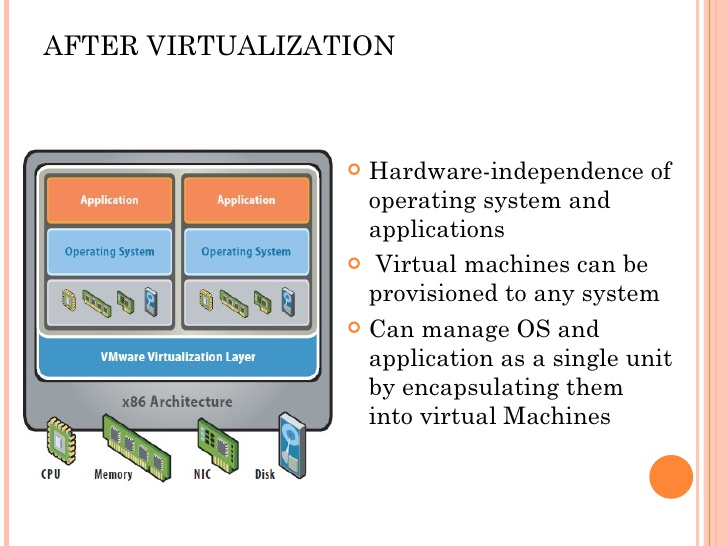 AFTER VIRTUALIZATION
Application
Application
Operating System
Operating System
VMware Virtualization Layer
x86 Architecture
CPU
Memory
NIC
Disk
Hardware-independence of
operating system and
applications
Virtual machines can be
provisioned to any system
Can manage OS and
application as a single unit
by encapsulating them
into virtual Machines